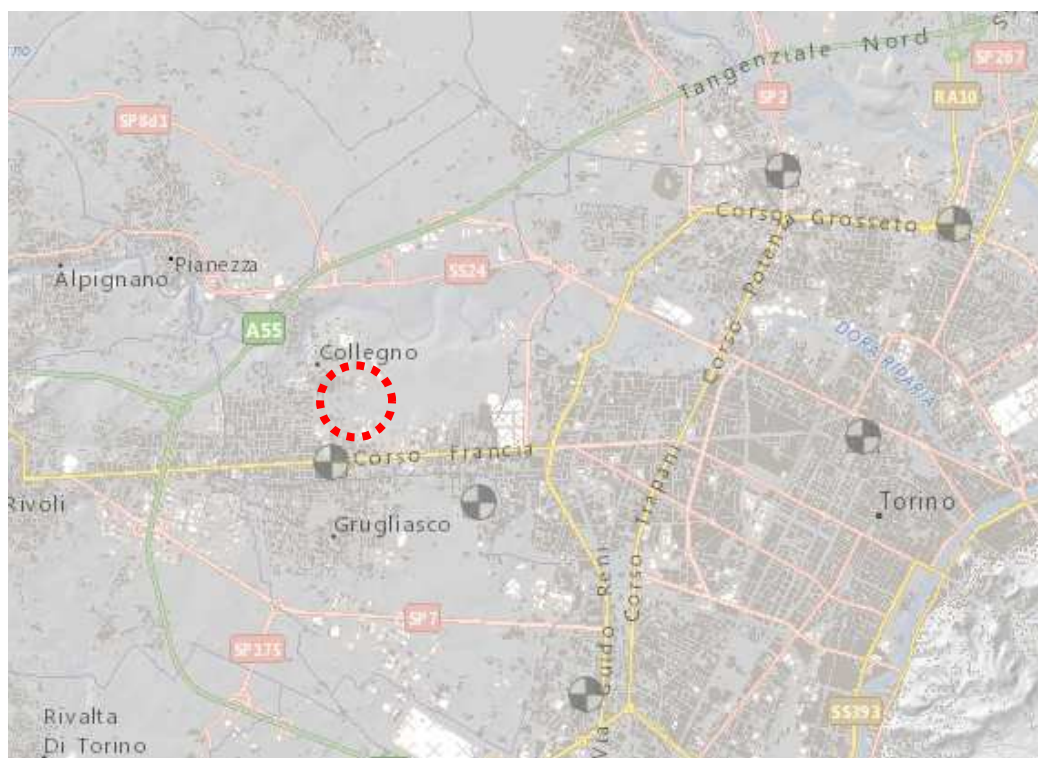 Tangenziale Nord
SP267
SP2
RA10
SP8d1
Corso Grosseto
Corso Potenza
Pianezza
Alpignano
SS24
A55
Collegno
DORA RIPARIA
Corso Francia
Corso Trapani
Rivoli
Torino
Grugliasco
Via Guido Reni
SP7
SP175
SS393
Rivalta
Di Torino